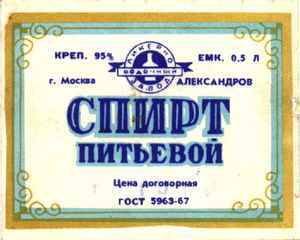 КРЕП. 95% ЕМК. 0,5 Л
ЛИКЕРО
ВОДОЧНЫЙ
ЗАВОД
г. Москва АЛЕКСАНДРОВ
СПИРТ
ПИТЬЕВОЙ
Цена договорная
ГОСТ 5963-67